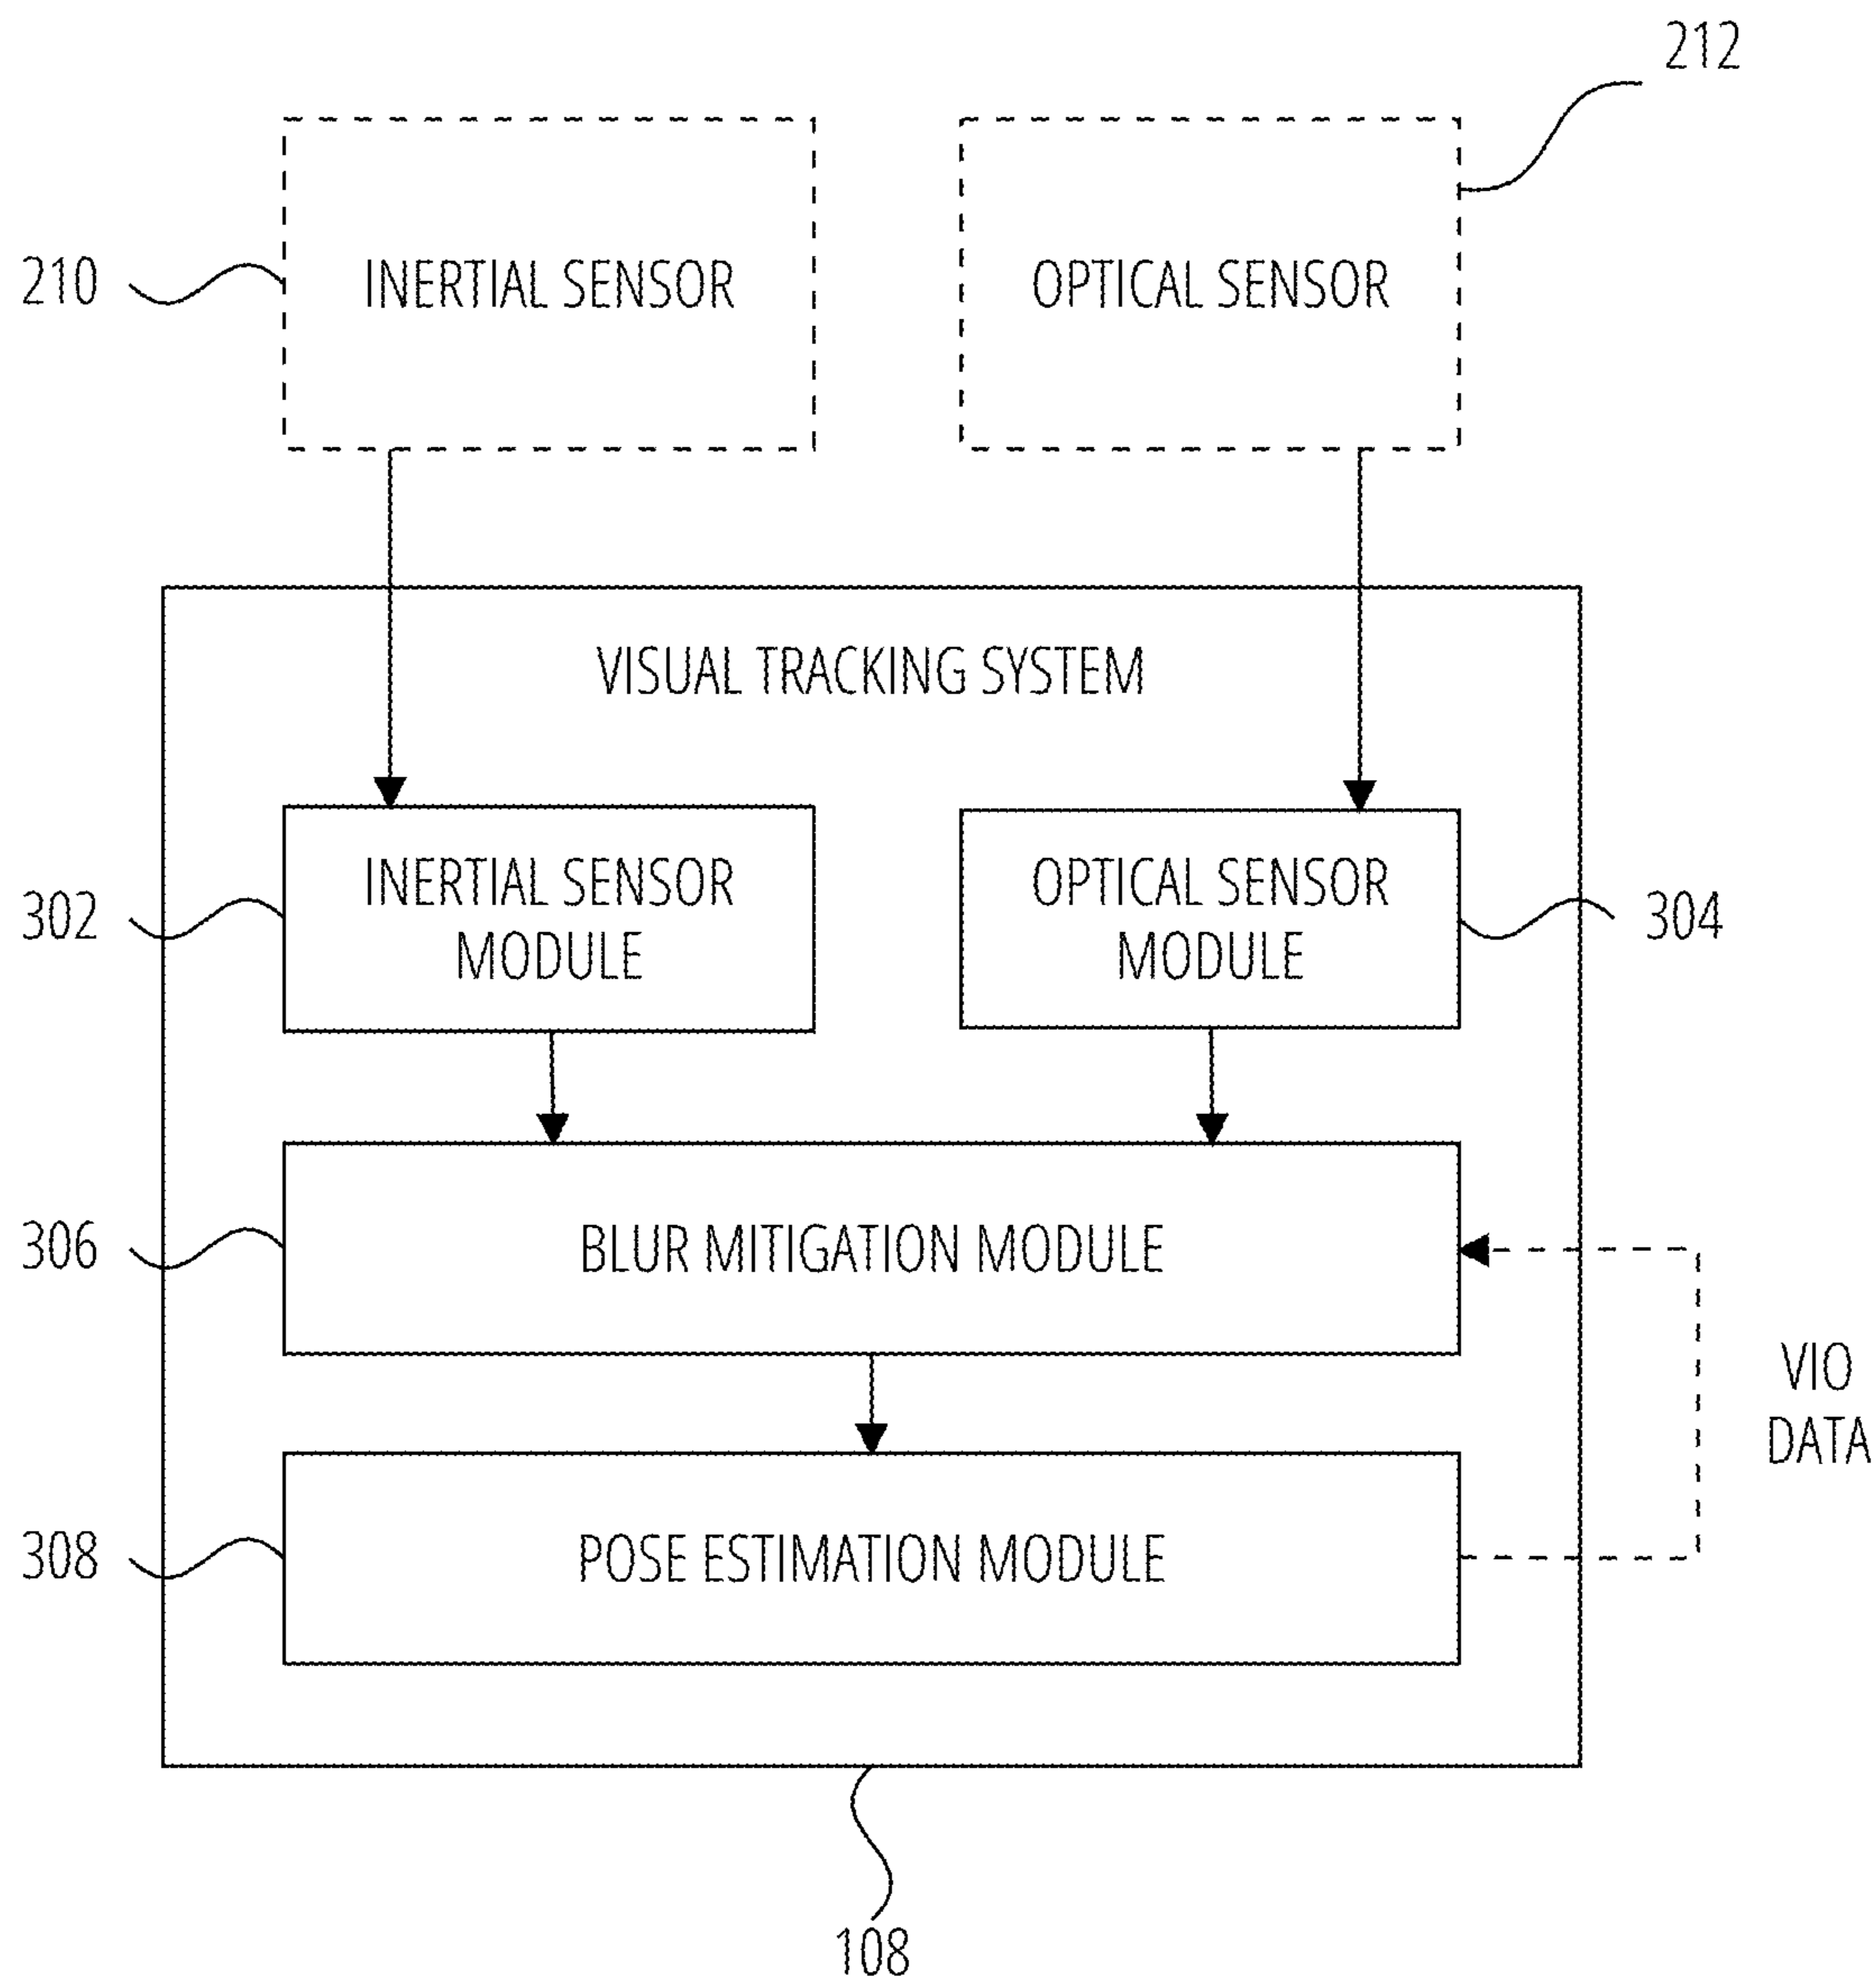 212
210
INERTIAL SENSOR
OPTICAL SENSOR
VISUAL TRACKING SYSTEM
302
INERTIAL SENSOR
MODULE
OPTICAL SENSOR
MODULE
304
306
BLUR MITIGATION MODULE
VIO
DATA
308
POSE ESTIMATION MODULE
108